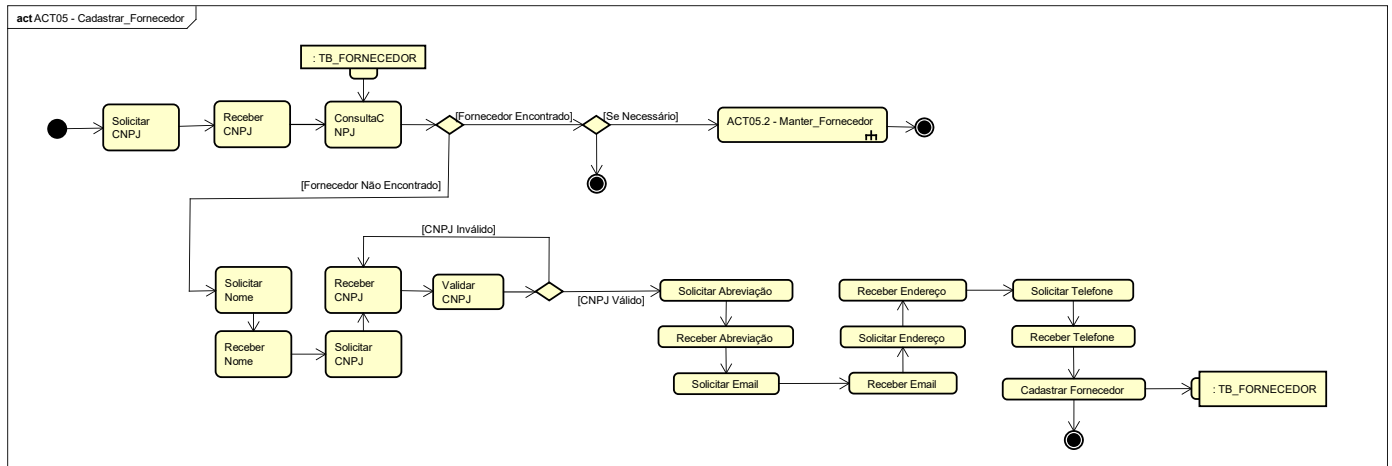 act ACT05 - Cadastrar_Fornecedor
: TB_FORNECEDOR
Solicitar
CNPJ
Receber
CNPJ
ConsultaC
NPJ
[Fornecedor Encontrado]
[Se Necessário]
ACT05.2 - Manter_Fornecedor
[Fornecedor Não Encontrado]
[CNPJ Inválido]
Solicitar
Nome
Receber
Nome
Solicitar
CNPJ
Receber
CNPJ
Validar
CNPJ
[CNPJ Válido]
Solicitar Abreviação
Receber Abreviação
Solicitar Email
Receber Email
Solicitar Endereço
Receber Endereço
Solicitar Telefone
Receber Telefone
Cadastrar Fornecedor
: TB_FORNECEDOR